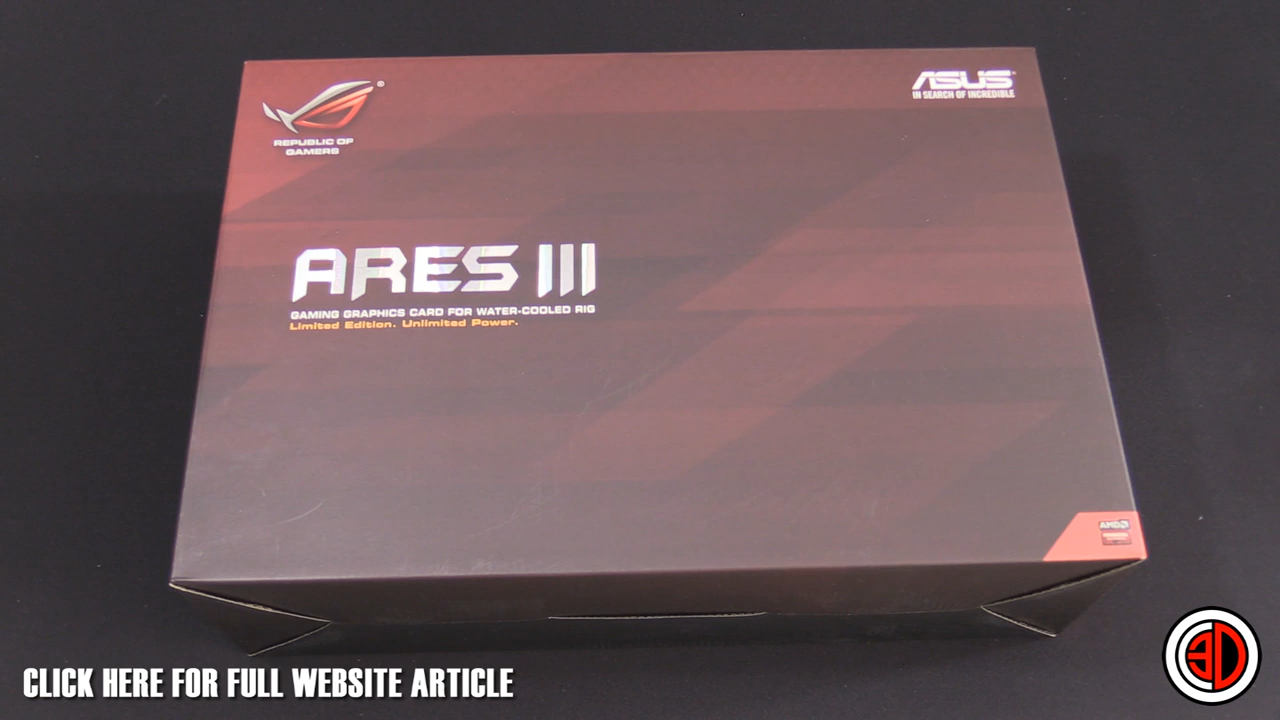 REPUBLIC OF
GAMERS
ASUS
IN SEARCH OF INCREDIBLE
ARES III
GAMING GRAPHICS CARD FOR WATER-COOLED RIG
Limited Edition. Unlimited Power.
AMD
CLICK HERE FOR FULL WEBSITE ARTICLE